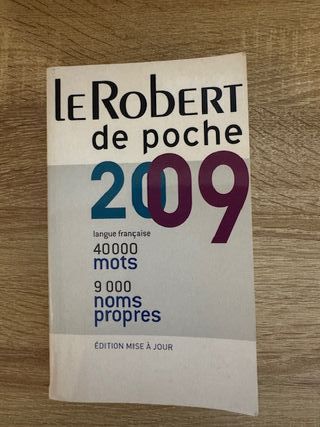 LE ROBERT
de poche
2009
langue française
40 000
mots
9 000
noms
propres
ÉDITION MISE À JOUR